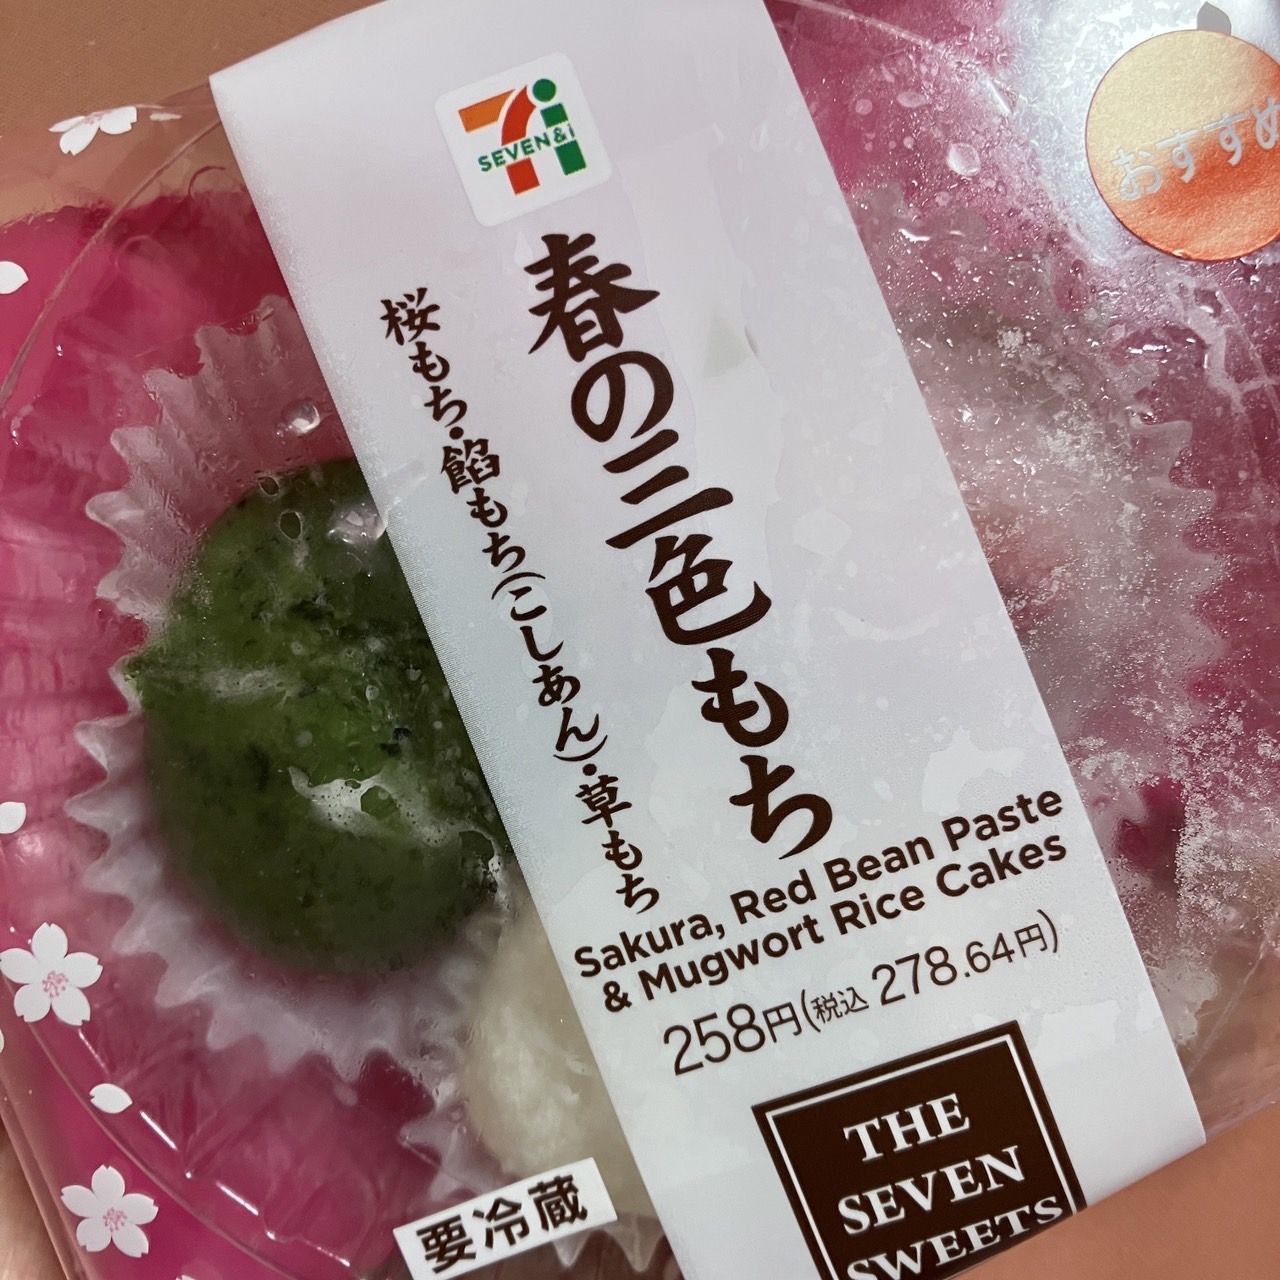 SEVEN&i
おすすめ
春の三色もち
桜もち・餡もち(こしあん)・草もち
Sakura, Red Bean Paste
& Mugwort Rice Cakes
258円(税込 278.64円)
THE
SEVEN
SWEETS
要冷蔵